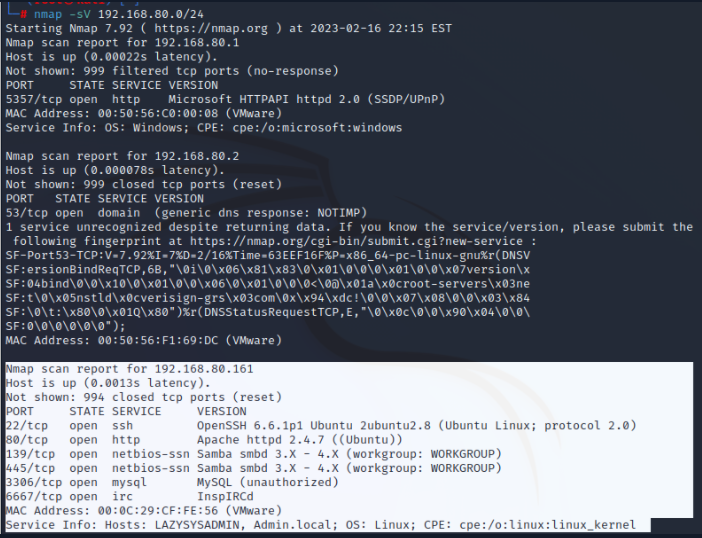 # nmap -sV 192.168.80.0/24
Starting Nmap 7.92 ( https://nmap.org ) at 2023-02-16 22:15 EST
Nmap scan report for 192.168.80.1
Host is up (0.00022s latency).
Not shown: 999 filtered tcp ports (no-response)
PORT     STATE SERVICE VERSION
5357/tcp open  http    Microsoft HTTPAPI httpd 2.0 (SSDP/UPnP)
MAC Address: 00:50:56:C0:00:08 (VMware)
Service Info: OS: Windows; CPE: cpe:/o:microsoft:windows

Nmap scan report for 192.168.80.2
Host is up (0.000078s latency).
Not shown: 999 closed tcp ports (reset)
PORT   STATE SERVICE VERSION
53/tcp open  domain  (generic dns response: NOTIMP)
1 service unrecognized despite returning data. If you know the service/version, please submit the
 following fingerprint at https://nmap.org/cgi-bin/submit.cgi?new-service :
SF-Port53-TCP:V=7.92%I=7%D=2/16%Time=63EEF16F%P=x86_64-pc-linux-gnu%r(DNSV
SF:ersionBindReqTCP,6B,"\0i\0\x06\x81\x83\0\x01\0\0\0\x01\0\0\x07version\x
SF:04bind\0\0\x10\0\x01\0\0\x06\0\x01\0\0\0<\0@\x01a\x0croot-servers\x03ne
SF:t\0\x05nstld\x0cverisign-grs\x03com\0x\x94\xdc!\0\0\x07\x08\0\0\x03\x84
SF:\0\t:\x80\0\x01Q\x80")%r(DNSStatusRequestTCP,E,"\0\x0c\0\0\x90\x04\0\0\
SF:0\0\0\0\0\0");
MAC Address: 00:50:56:F1:69:DC (VMware)

Nmap scan report for 192.168.80.161
Host is up (0.0013s latency).
Not shown: 994 closed tcp ports (reset)
PORT     STATE SERVICE     VERSION
22/tcp   open  ssh         OpenSSH 6.6.1p1 Ubuntu 2ubuntu2.8 (Ubuntu Linux; protocol 2.0)
80/tcp   open  http        Apache httpd 2.4.7 ((Ubuntu))
139/tcp  open  netbios-ssn Samba smbd 3.X - 4.X (workgroup: WORKGROUP)
445/tcp  open  netbios-ssn Samba smbd 3.X - 4.X (workgroup: WORKGROUP)
3306/tcp open  mysql       MySQL (unauthorized)
6667/tcp open  irc         InspIRCd
MAC Address: 00:0C:29:CF:FE:56 (VMware)
Service Info: Hosts: LAZYSYSADMIN, Admin.local; OS: Linux; CPE: cpe:/o:linux:linux_kernel